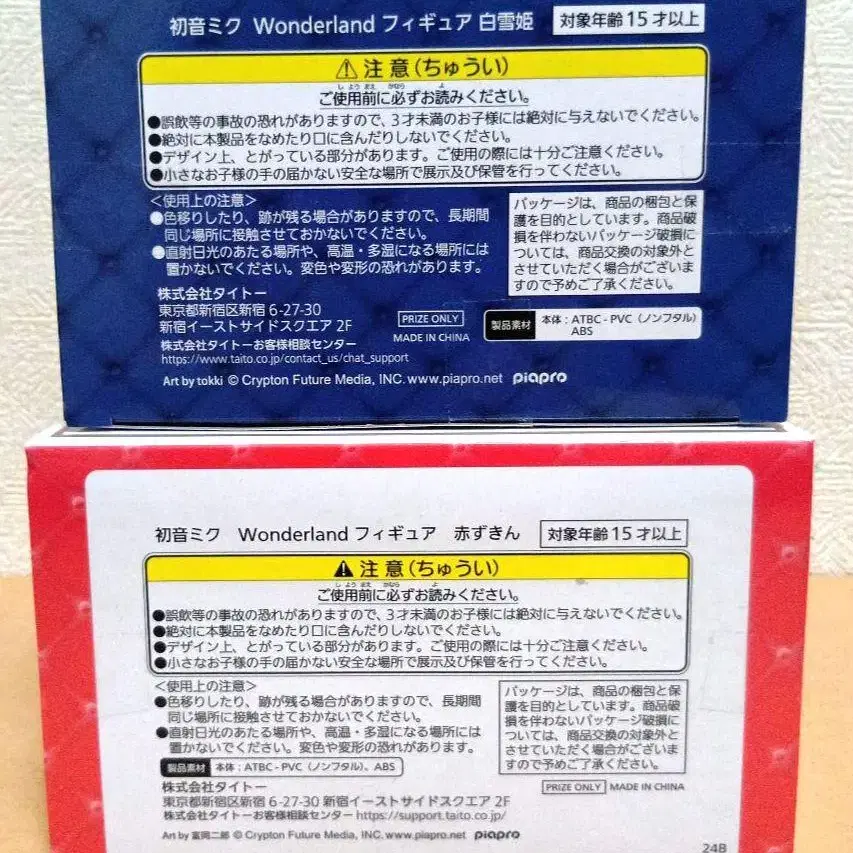 初音ミク Wonderland フィギュア 白雪姫 対象年齢15才以上
⚠注意(ちゅうい)
しようまえ かなら よ
ご使用前に必ずお読みください。
●誤飲等の事故の恐れがありますので、3才未満のお子様には絶対に与えないでください。
●絶対に本製品をなめたり口に含んだりしないでください。
●デザイン上、とがっている部分があります。ご使用の際には十分ご注意ください。
●小さなお子様の手の届かない安全な場所で展示及び保管を行ってください。
<使用上の注意>
●色移りしたり、跡が残る場合がありますので、長期間
同じ場所に接触させておかないでください。
●直射日光のあたる場所や、高温・多湿になる場所には
置かないでください。変色や変形の恐れがあります。
パッケージは、商品の梱包と保
護を目的としています。商品破
損を伴わないパッケージ破損に
ついては、商品交換の対象外と
させていただく場合がございま
すので予めご了承ください。
株式会社タイトー
東京都新宿区新宿 6-27-30
新宿イーストサイドスクエア 2F
株式会社タイトーお客様相談センター
https://www.taito.co.jp/contact_us/chat_support
PRIZE ONLY
MADE IN CHINA
製品素材 本体:ATBC-PVC(ノンフタル)
ABS
Art by tokki © Crypton Future Media, INC. www.piapro.net piapro
初音ミク Wonderland フィギュア 赤ずきん 対象年齢15才以上
⚠注意(ちゅうい)
しようまえ かなら よ
ご使用前に必ずお読みください。
●誤飲等の事故の恐れがありますので、3才未満のお子様には絶対に与えないでください。
●絶対に本製品をなめたり口に含んだりしないでください。
●デザイン上、とがっている部分があります。ご使用の際には十分ご注意ください。
●小さなお子様の手の届かない安全な場所で展示及び保管を行ってください。
<使用上の注意>
●色移りしたり、跡が残る場合がありますので、長期間
同じ場所に接触させておかないでください。
●直射日光のあたる場所や、高温・多湿になる場所には
置かないでください。変色や変形の恐れがあります。
パッケージは、商品の梱包と保
護を目的としています。商品破
損を伴わないパッケージ破損に
ついては、商品交換の対象外と
させていただく場合がございま
すので予めご了承ください。
製品素材 本体:ATBC-PVC(ノンフタル)、ABS
株式会社タイトー
東京都新宿区新宿 6-27-30 新宿イーストサイドスクエア 2F
株式会社タイトーお客様相談センター https://support.taito.co.jp/
PRIZE ONLY MADE IN CHINA
Art by 富岡二郎 © Crypton Future Media, INC. www.piapro.net piapro
24B